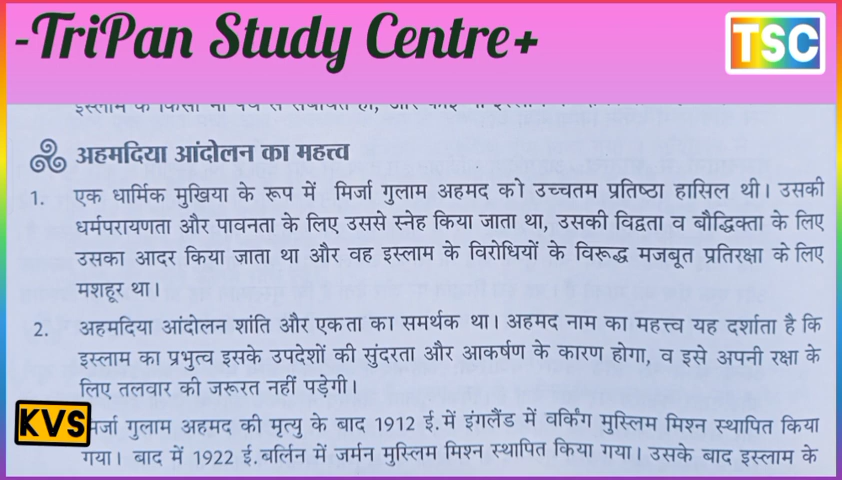 -TriPan Study Centre+
TSC
अहमदिया आंदोलन का महत्त्व
1. एक धार्मिक मुखिया के रूप में मिर्जा गुलाम अहमद को उच्चतम प्रतिष्ठा हासिल थी। उसकी
धर्मपरायणता और पावनता के लिए उससे स्नेह किया जाता था, उसकी विद्वता व बौद्धिक्ता के लिए
उसका आदर किया जाता था और वह इस्लाम के विरोधियों के विरूद्ध मजबूत प्रतिरक्षा के लिए
मशहूर था।
2. अहमदिया आंदोलन शांति और एकता का समर्थक था। अहमद नाम का महत्त्व यह दर्शाता है कि
इस्लाम का प्रभुत्व इसके उपदेशों की सुंदरता और आकर्षण के कारण होगा, व इसे अपनी रक्षा के
लिए तलवार की जरूरत नहीं पड़ेगी।
KVS
गुलाम अहमद की मृत्यु के बाद 1912 ई. में इंगलैंड में वर्किंग मुस्लिम मिश्न स्थापित किया
गया। बाद में 1922 ई. बर्लिन में जर्मन मुस्लिम मिश्न स्थापित किया गया। उसके बाद इस्लाम के